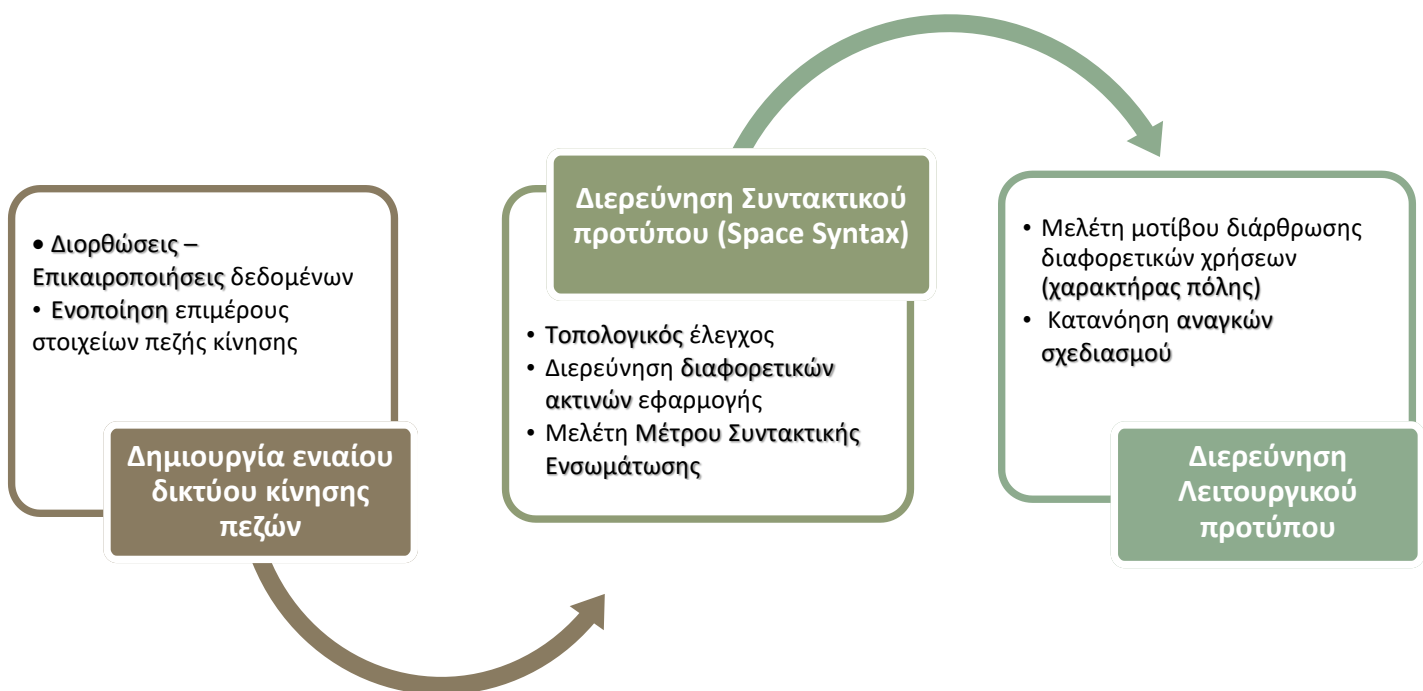 • Διορθώσεις –
Επικαιροποιήσεις δεδομένων
• Ενοποίηση επιμέρους
στοιχείων πεζής κίνησης
Δημιουργία ενιαίου
δικτύου κίνησης
πεζών
Διερεύνηση Συντακτικού
προτύπου (Space Syntax)
• Τοπολογικός έλεγχος
• Διερεύνηση διαφορετικών
ακτινών εφαρμογής
• Μελέτη Μέτρου Συντακτικής
Ενσωμάτωσης
• Μελέτη μοτίβου διάρθρωσης
διαφορετικών χρήσεων
(χαρακτήρας πόλης)
• Κατανόηση αναγκών
σχεδιασμού
Διερεύνηση
Λειτουργικού
προτύπου